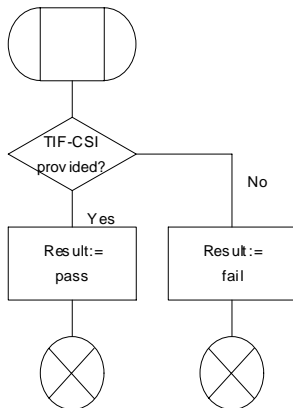 TIF-CSI
provided?
No
Yes
Result:=
pass
Result:=
fail